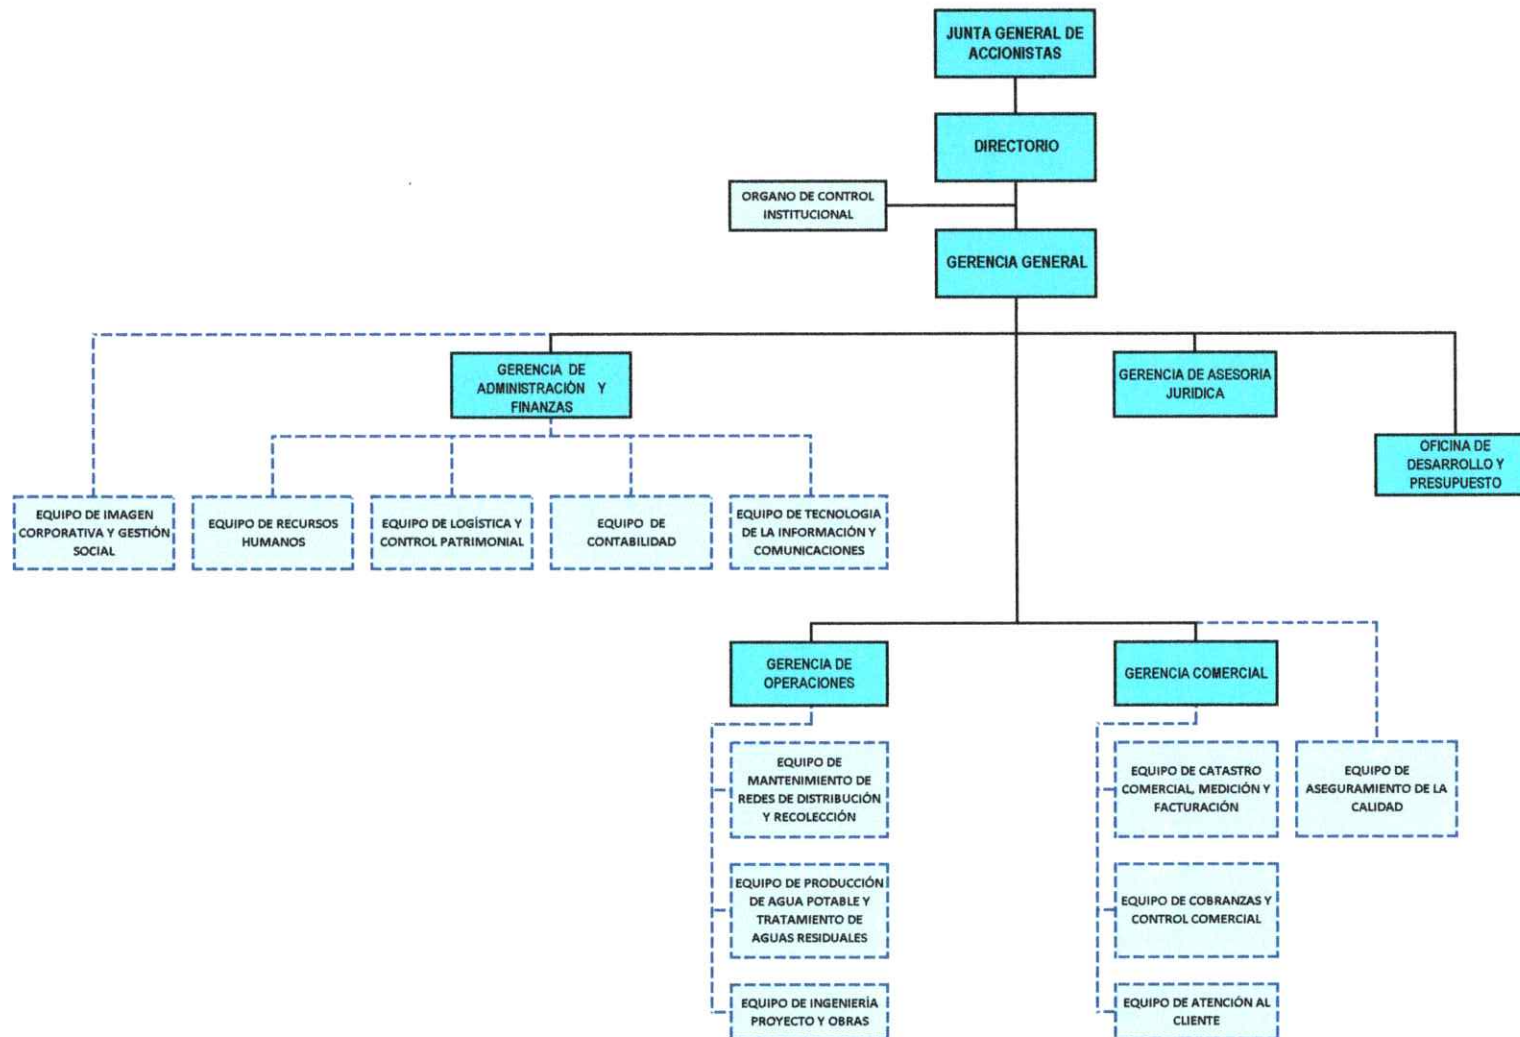 JUNTA GENERAL DE
ACCIONISTAS
DIRECTORIO
ORGANO DE CONTROL
INSTITUCIONAL
GERENCIA GENERAL
GERENCIA DE
ADMINISTRACIÓN Y
FINANZAS
GERENCIA DE ASESORIA
JURIDICA
OFICINA DE
DESARROLLO Y
PRESUPUESTO
EQUIPO DE IMAGEN
CORPORATIVA Y GESTIÓN
SOCIAL
EQUIPO DE RECURSOS
HUMANOS
EQUIPO DE LOGÍSTICA Y
CONTROL PATRIMONIAL
EQUIPO DE
CONTABILIDAD
EQUIPO DE TECNOLOGIA
DE LA INFORMACIÓN Y
COMUNICACIONES
GERENCIA DE
OPERACIONES
GERENCIA COMERCIAL
EQUIPO DE
MANTENIMIENTO DE
REDES DE DISTRIBUCIÓN
Y RECOLECCIÓN
EQUIPO DE CATASTRO
COMERCIAL, MEDICIÓN Y
FACTURACIÓN
EQUIPO DE
ASEGURAMIENTO DE LA
CALIDAD
EQUIPO DE PRODUCCIÓN
DE AGUA POTABLE Y
TRATAMIENTO DE
AGUAS RESIDUALES
EQUIPO DE COBRANZAS Y
CONTROL COMERCIAL
EQUIPO DE INGENIERÍA
PROYECTO Y OBRAS
EQUIPO DE ATENCIÓN AL
CLIENTE